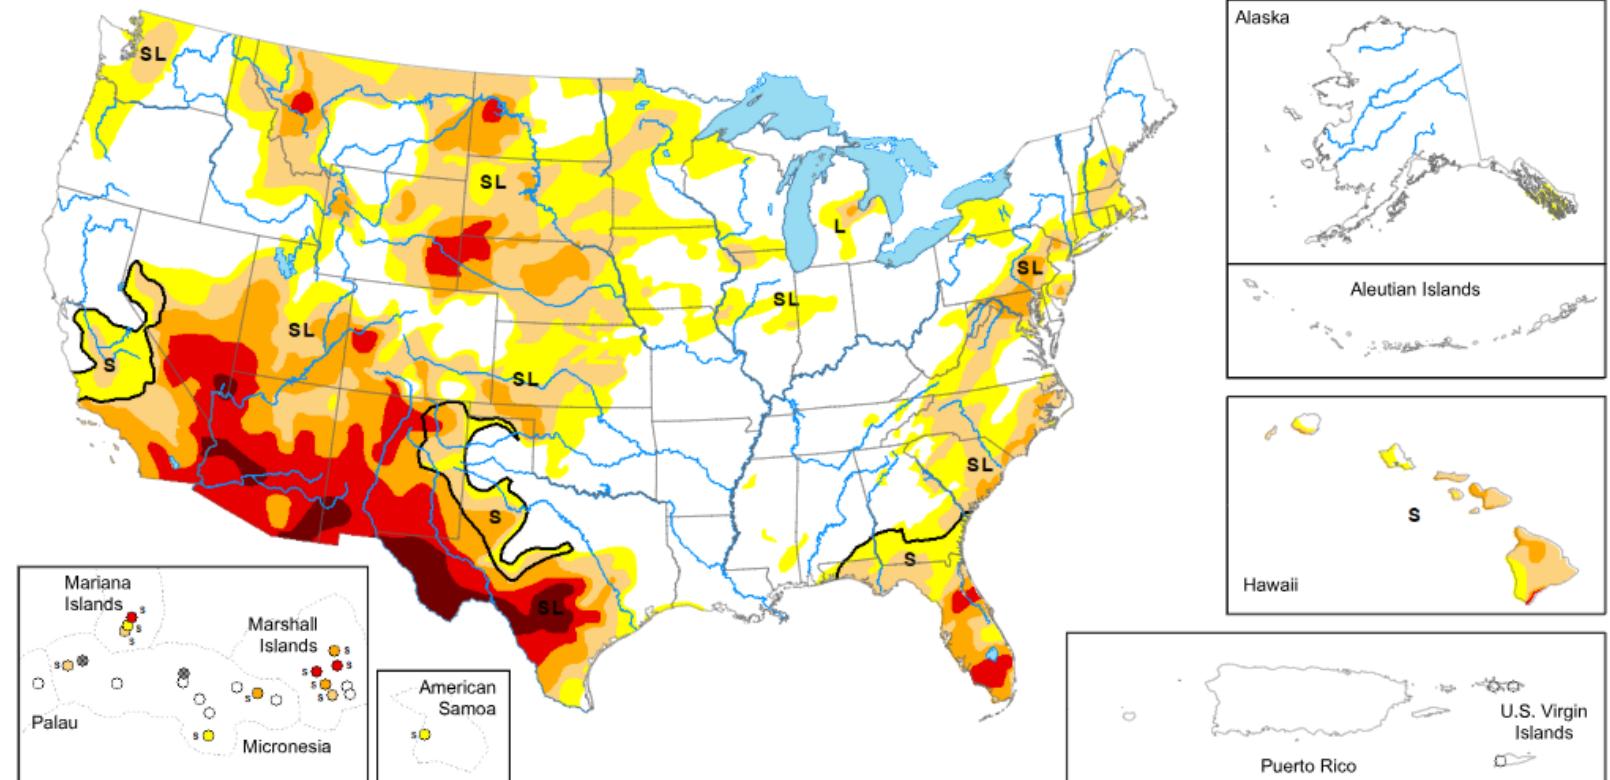 Alaska
SL
SL
L
SL
SL
Aleutian Islands
SL
SL
S
SL
SL
S
S
S
Hawaii
S
SL
Mariana
Islands
s
s
s
Marshall
Islands
s
s
s
s
s
s
s
Palau
Micronesia
American
Samoa
s
U.S. Virgin
Islands
Puerto Rico